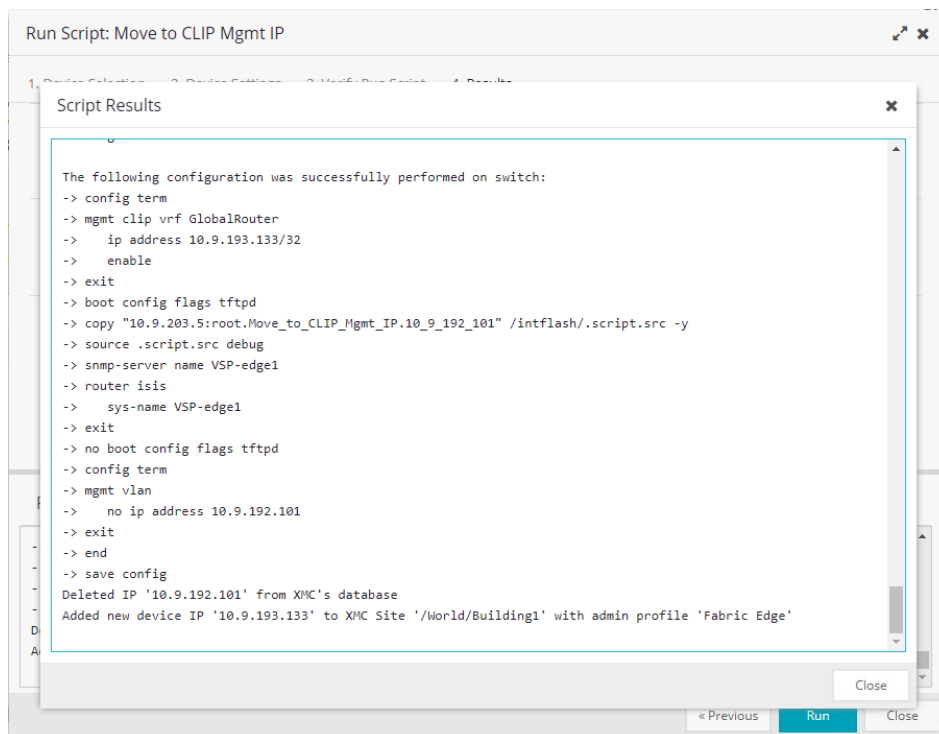 Run Script: Move to CLIP Mgmt IP
Script Results
The following configuration was successfully performed on switch:
-> config term
-> mgmt clip vrf GlobalRouter
->    ip address 10.9.193.133/32
->    enable
-> exit
-> boot config flags tftpd
-> copy "10.9.203.5:root.Move_to_CLIP_Mgmt_IP.10_9_192_101" /intflash/.script.src -y
-> source .script.src debug
-> snmp-server name VSP-edge1
-> router isis
->    sys-name VSP-edge1
-> exit
-> no boot config flags tftpd
-> config term
-> mgmt vlan
->    no ip address 10.9.192.101
-> exit
-> end
-> save config
Deleted IP '10.9.192.101' from XMC's database
Added new device IP '10.9.193.133' to XMC Site '/World/Building1' with admin profile 'Fabric Edge'
Close
« Previous Run Close